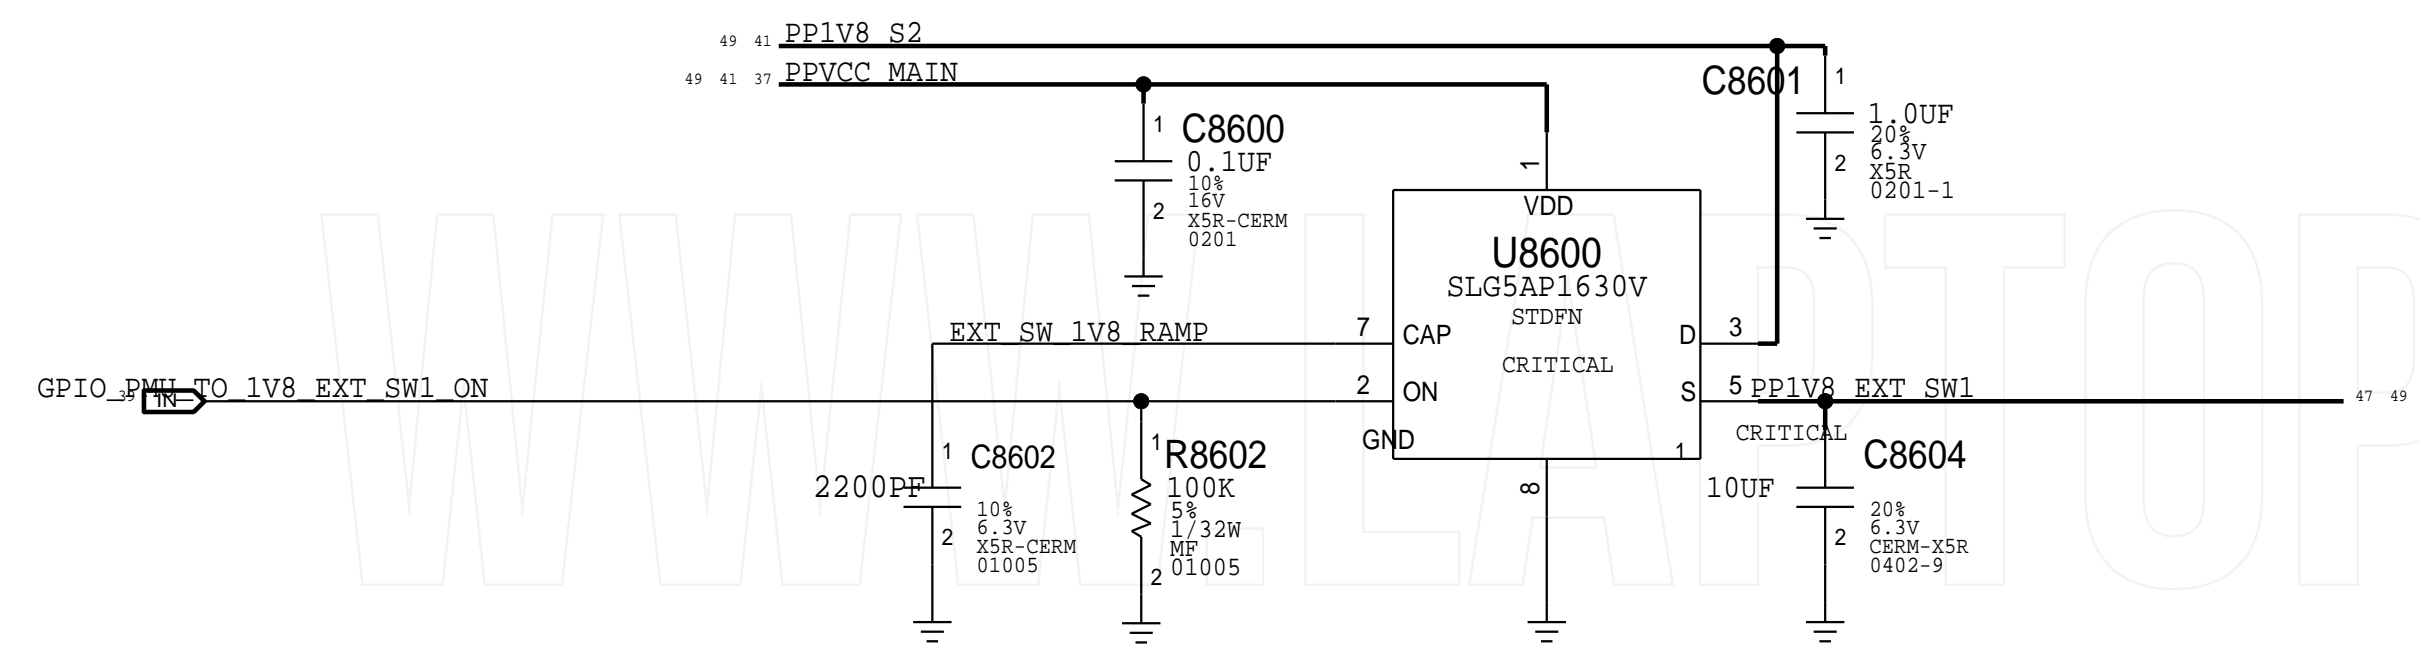 49 41 PP1V8_S2
49 41 37 PPVCC_MAIN
C8601
1
1.0UF
20%
6.3V
X5R
0201-1
2
1
C8600
0.1UF
10%
16V
X5R-CERM
0201
2
1
VDD
U8600
SLG5AP1630V
STDFN
CRITICAL
EXT_SW_1V8_RAMP
7
CAP
D
3
GPIO_PMU_TO_1V8_EXT_SW1_ON
39
IN
2
ON
S
5
PP1V8_EXT_SW1
47 49
GND
1
8
CRITICAL
1
C8602
2200PF
10%
6.3V
X5R-CERM
01005
2
1
R8602
100K
5%
1/32W
MF
01005
2
C8604
10UF
20%
6.3V
CERM-X5R
0402-9
2
WWW.LAPTOP